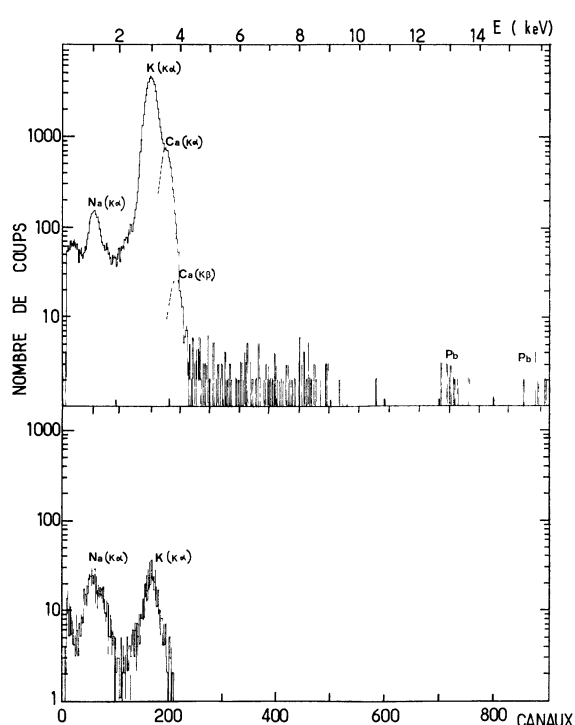 2 4 6 8 10 12 14 E ( keV)
K (Kα)
1000
Ca(Kα)
Na(Kα)
100
Ca(Kβ)
10
Pb
Pb
NOMBRE DE COUPS
1000
100
Na(Kα)
K (Kα)
10
1
0 200 400 600 800 CANAUX